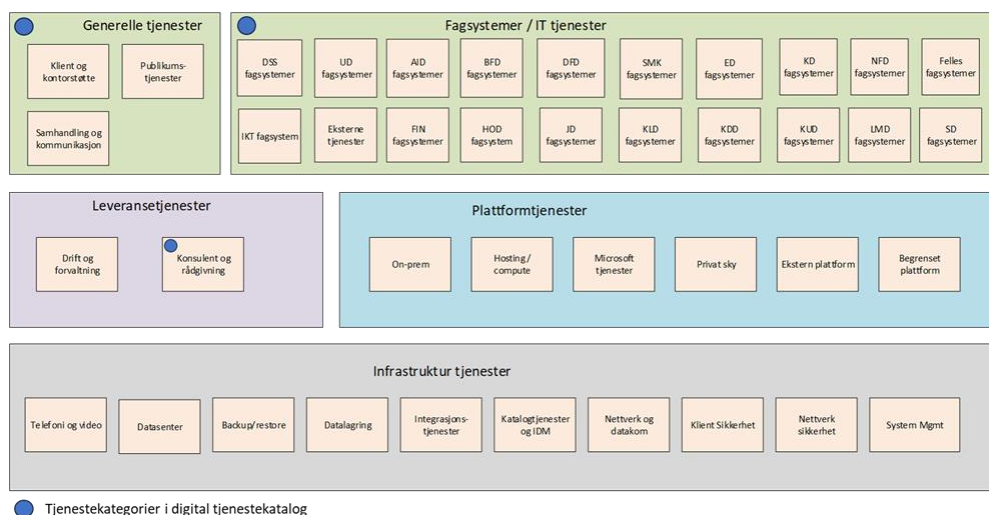 Generelle tjenester
Klient og
kontorstøtte
Publikums-
tjenester
Samhandling og
kommunikasjon
Fagsystemer / IT tjenester
DSS
fagsystemer
UD
fagsystemer
AID
fagsystemer
BFD
fagsystemer
DFD
fagsystemer
SMK
fagsystemer
ED
fagsystemer
KD
fagsystemer
NFD
fagsystemer
Felles
fagsystemer
IKT fagsystem
Eksterne
tjenester
FIN
fagsystemer
HOD
fagsystem
JD
fagsystemer
KLD
fagsystemer
KDD
fagsystemer
KUD
fagsystemer
LMD
fagsystemer
SD
fagsystemer
Leveransetjenester
Drift og
forvaltning
Konsulent og
rådgivning
Plattformtjenester
On-prem
Hosting/
compute
Microsoft
tjenester
Privat sky
Ekstern plattform
Begrenset
plattform
Infrastruktur tjenester
Telefoni og video
Datasenter
Backup/restore
Datalagring
Integrasjons-
tjenester
Katalogtjenester
og IDM
Nettverk og
datakom
Klient Sikkerhet
Nettverk
sikkerhet
System Mgmt
Tjenestekategorier i digital tjenestekatalog